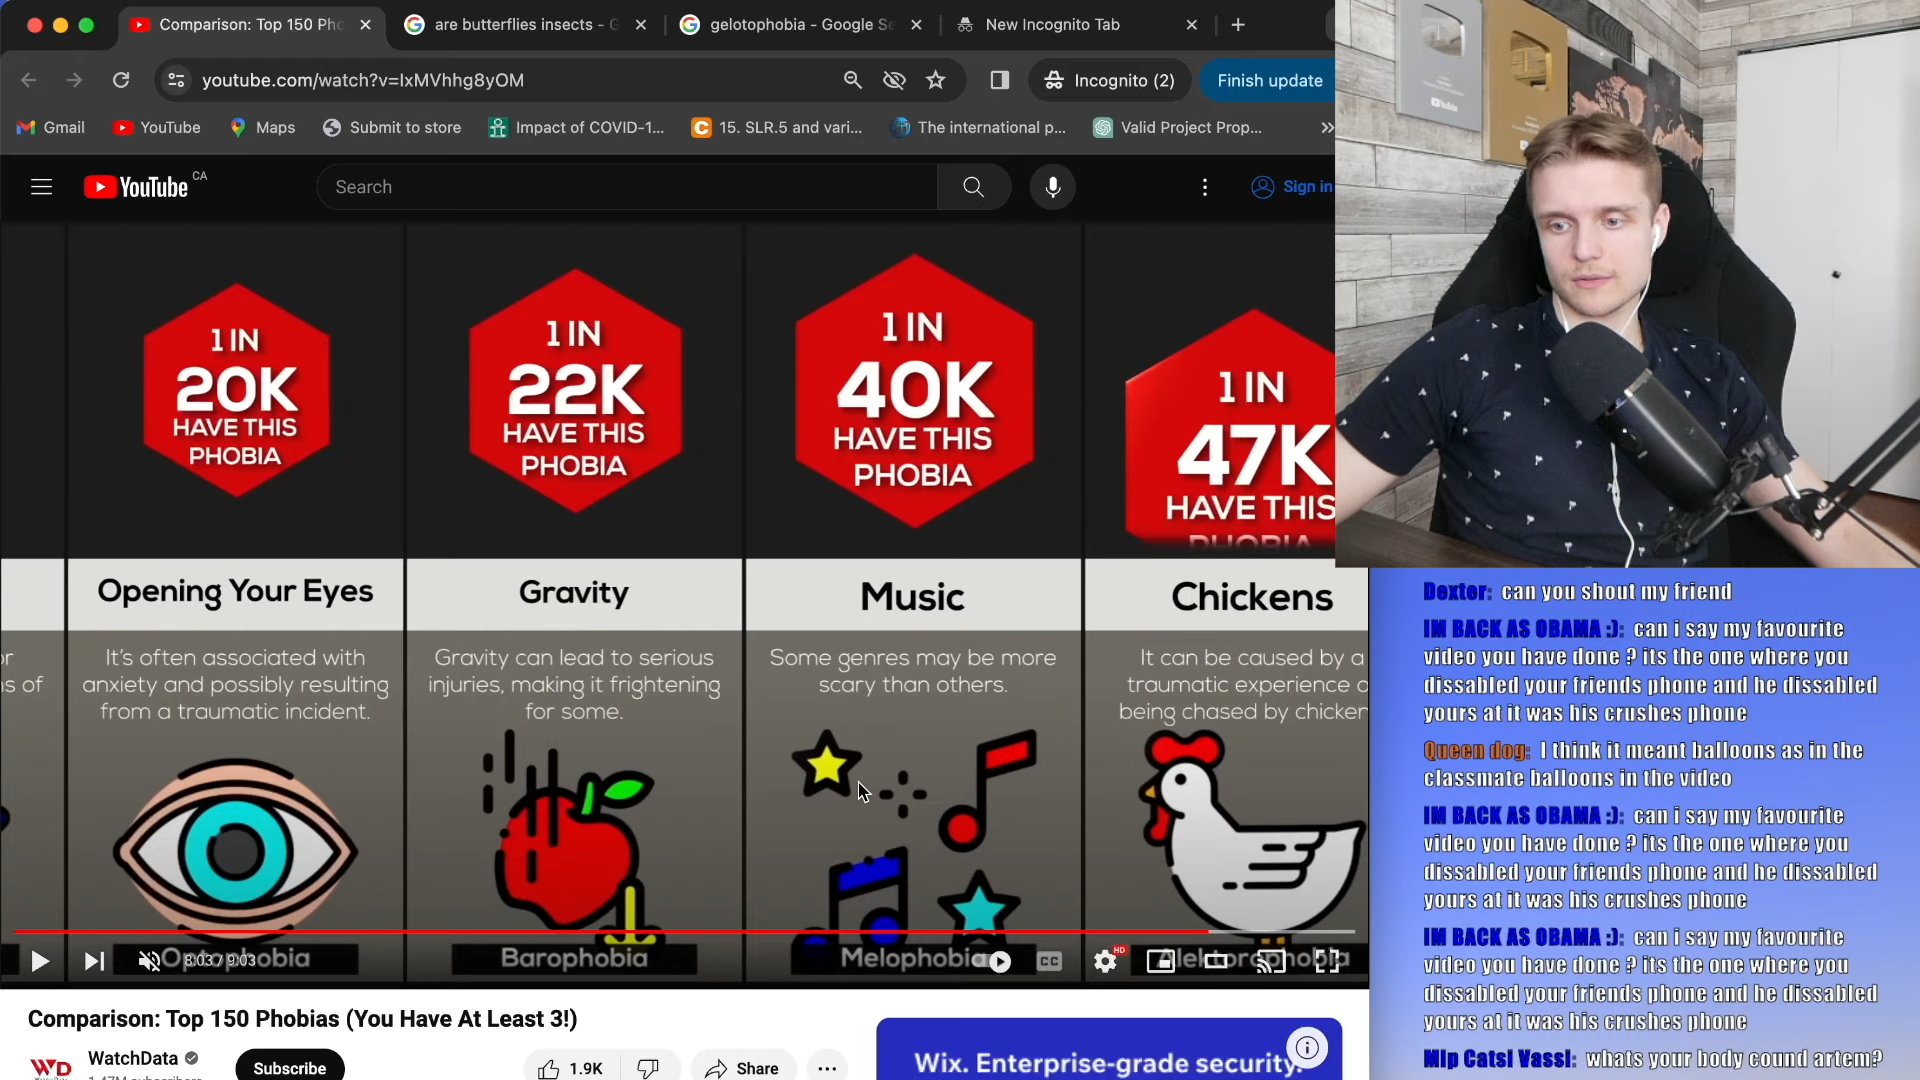 Comparison: Top 150 Pho
are butterflies insects - G
gelotophobia - Google Se
New Incognito Tab
youtube.com/watch?v=IxMVhhg8yOM
Incognito (2)
Finish update
Gmail
YouTube
Maps
Submit to store
Impact of COVID-1...
15. SLR.5 and vari...
The international p...
Valid Project Prop...
YouTube CA
Search
Sign in
1 IN
20K
HAVE THIS
PHOBIA
1 IN
22K
HAVE THIS
PHOBIA
1 IN
40K
HAVE THIS
PHOBIA
1 IN
47K
HAVE THIS
PHOBIA
Opening Your Eyes
Gravity
Music
Chickens
It's often associated with
anxiety and possibly resulting
from a traumatic incident.
Gravity can lead to serious
injuries, making it frightening
for some.
Some genres may be more
scary than others.
It can be caused by a
traumatic experience o
being chased by chicken
Barophobia
Melophobia
Alektorophobia
8:03 / 9:03
CC
HD
Comparison: Top 150 Phobias (You Have At Least 3!)
WD
WatchData
1.47M subscribers
Subscribe
1.9K
Share
Wix. Enterprise-grade security.
Dexter: can you shout my friend
IM BACK AS OBAMA :): can i say my favourite
video you have done ? its the one where you
dissabled your friends phone and he dissabled
yours at it was his crushes phone
Queen dog: I think it meant balloons as in the
classmate balloons in the video
IM BACK AS OBAMA :): can i say my favourite
video you have done ? its the one where you
dissabled your friends phone and he dissabled
yours at it was his crushes phone
IM BACK AS OBAMA :): can i say my favourite
video you have done ? its the one where you
dissabled your friends phone and he dissabled
yours at it was his crushes phone
Mlp Cats! Vassi: whats your body cound artem?